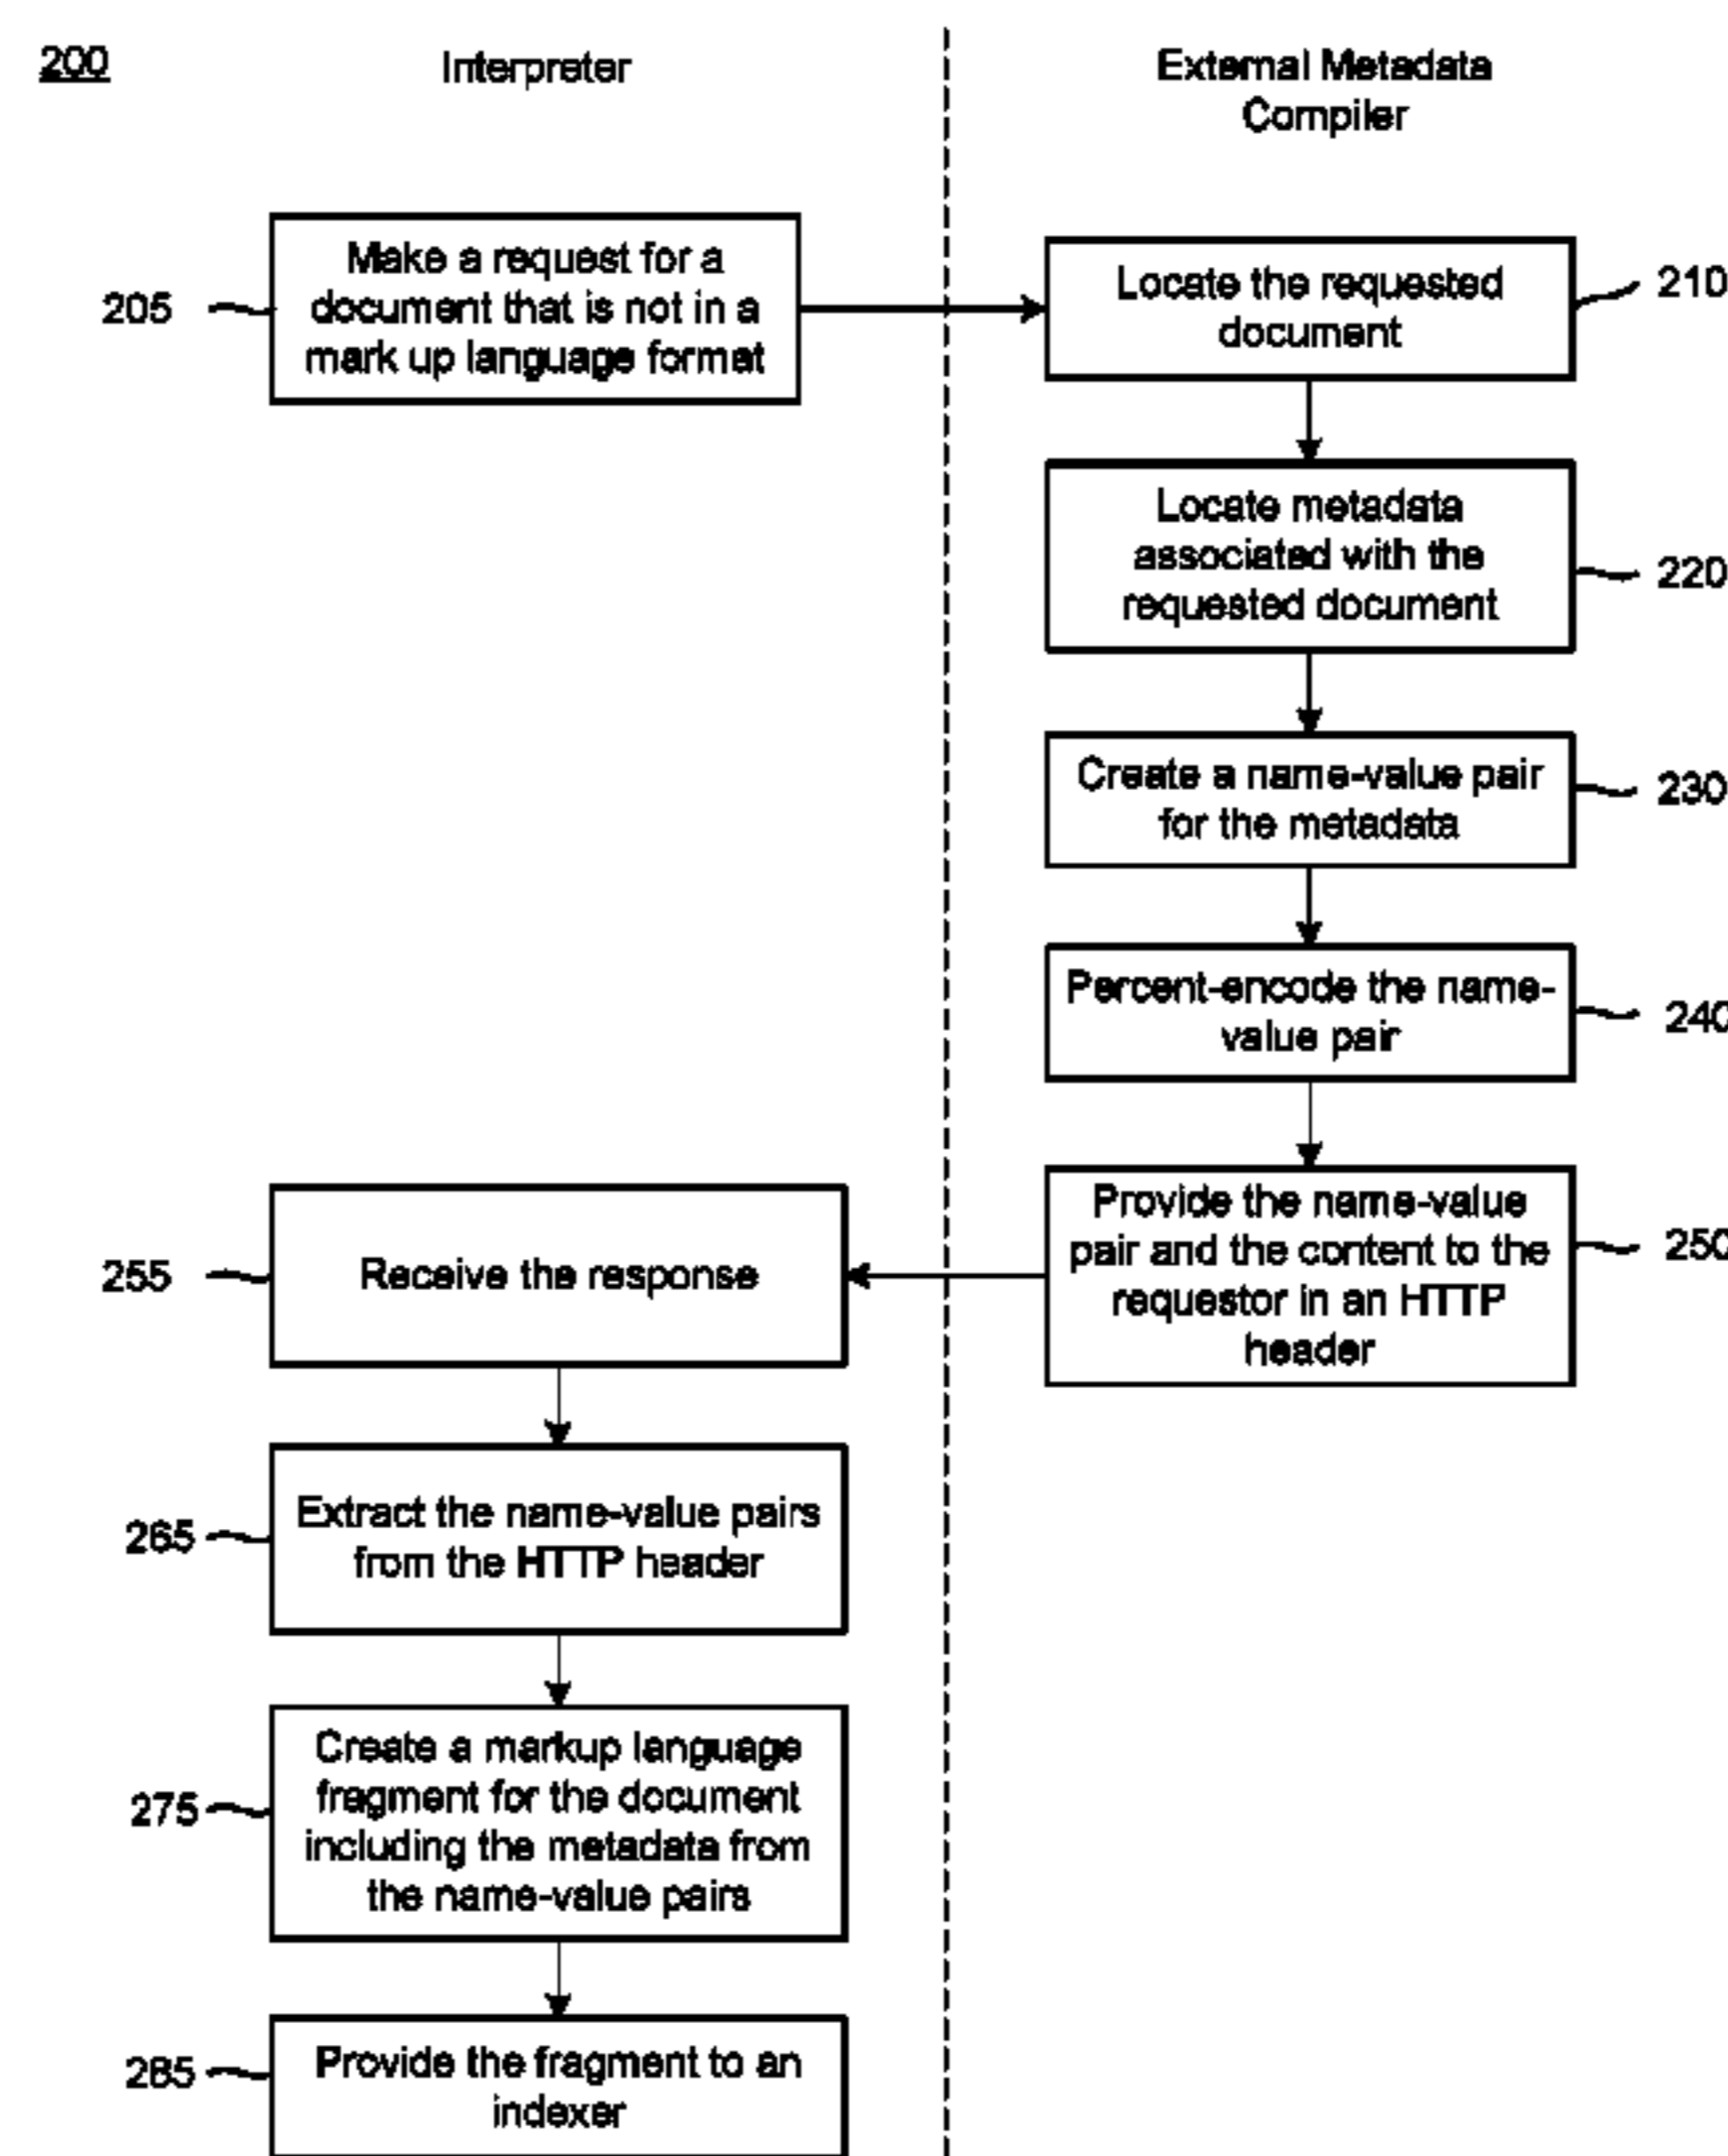 200
Interpreter
External Metadata
Compiler
205
Make a request for a
document that is not in a
mark up language format
Locate the requested
document
210
Locate metadata
associated with the
requested document
220
Create a name-value pair
for the metadata
230
Percent-encode the name-
value pair
240
Provide the name-value
pair and the content to the
requestor in an HTTP
header
250
255
Receive the response
265
Extract the name-value pairs
from the HTTP header
275
Create a markup language
fragment for the document
including the metadata from
the name-value pairs
285
Provide the fragment to an
indexer